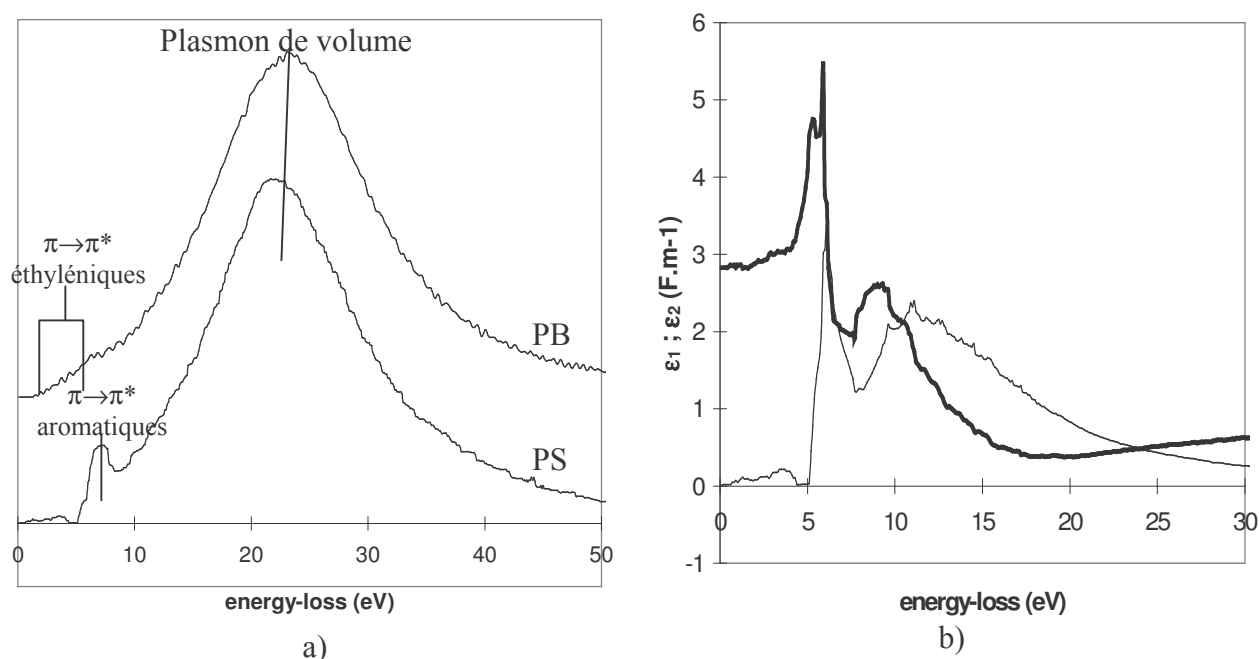 Plasmon de volume
π→π*
éthyléniques
PB
π→π*
aromatiques
PS
0 10 20 30 40 50
energy-loss (eV)
a)
6
5
4
3
2
1
0
-1
ε1 ; ε2 (F.m-1)
0 5 10 15 20 25 30
energy-loss (eV)
b)